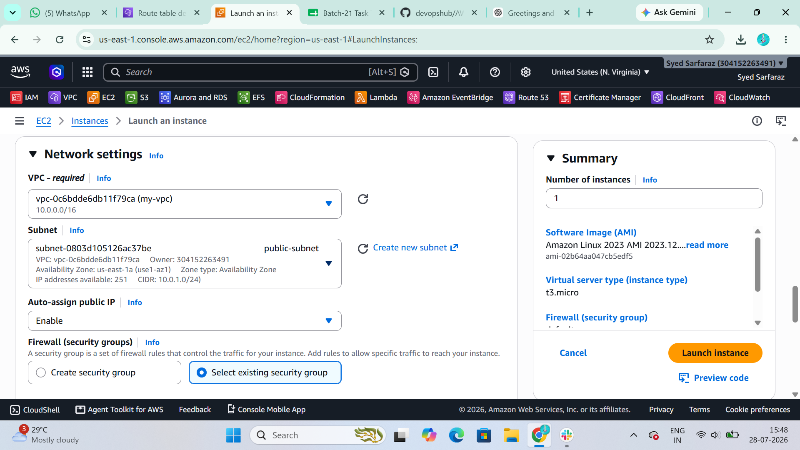 (5) WhatsApp
Route table de
Launch an inst
Batch-21 Task
devopshub/A
Greetings and
Ask Gemini
us-east-1.console.aws.amazon.com/ec2/home?region=us-east-1#LaunchInstances:
aws
Search
[Alt+S]
United States (N. Virginia)
Syed Sarfaraz (304152263491)
Syed Sarfaraz
IAM VPC EC2 S3 Aurora and RDS EFS CloudFormation Lambda Amazon EventBridge Route 53 Certificate Manager CloudFront CloudWatch
EC2 Instances Launch an instance
Network settings Info
VPC - required Info
vpc-0c6bdde6db11f79ca (my-vpc)
10.0.0.0/16
Subnet Info
subnet-0803d105126ac37be public-subnet
VPC: vpc-0c6bdde6db11f79ca Owner: 304152263491
Availability Zone: us-east-1a (use1-az1) Zone type: Availability Zone
IP addresses available: 251 CIDR: 10.0.1.0/24)
Create new subnet
Auto-assign public IP Info
Enable
Firewall (security groups) Info
A security group is a set of firewall rules that control the traffic for your instance. Add rules to allow specific traffic to reach your instance.
Create security group
Select existing security group
Summary
Number of instances Info
1
Software Image (AMI)
Amazon Linux 2023 AMI 2023.12....read more
ami-02b64aa047cb5edf5
Virtual server type (instance type)
t3.micro
Firewall (security group)
Cancel
Launch instance
Preview code
CloudShell Agent Toolkit for AWS Feedback Console Mobile App
© 2026, Amazon Web Services, Inc. or its affiliates. Privacy Terms Cookie preferences
3
29°C
Mostly cloudy
Search
ENG
IN
15:48
28-07-2026